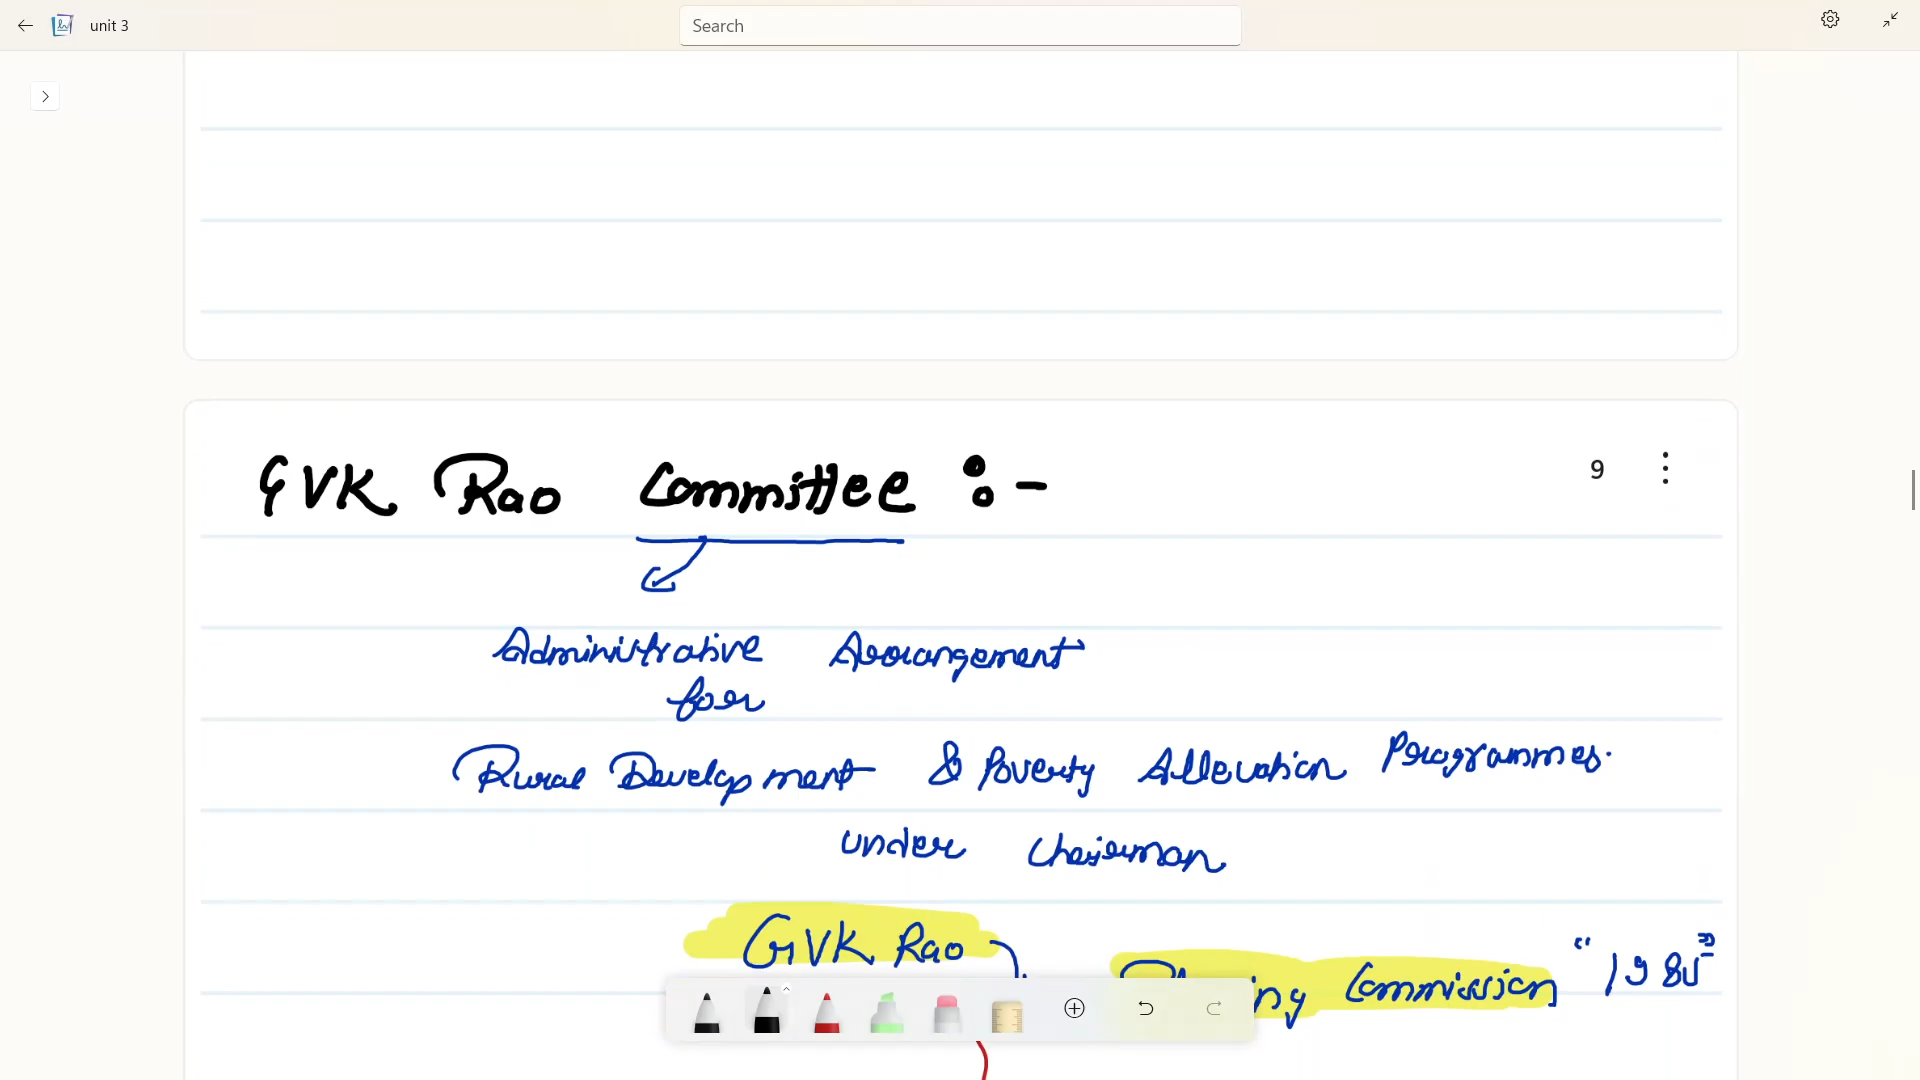 unit 3
Search
GVK Rao Committee :-
9
Administrative Arrangement
for
Rural Development & Poverty Allevation Programmes.
under Chairman
GVK Rao
Commission "1985"